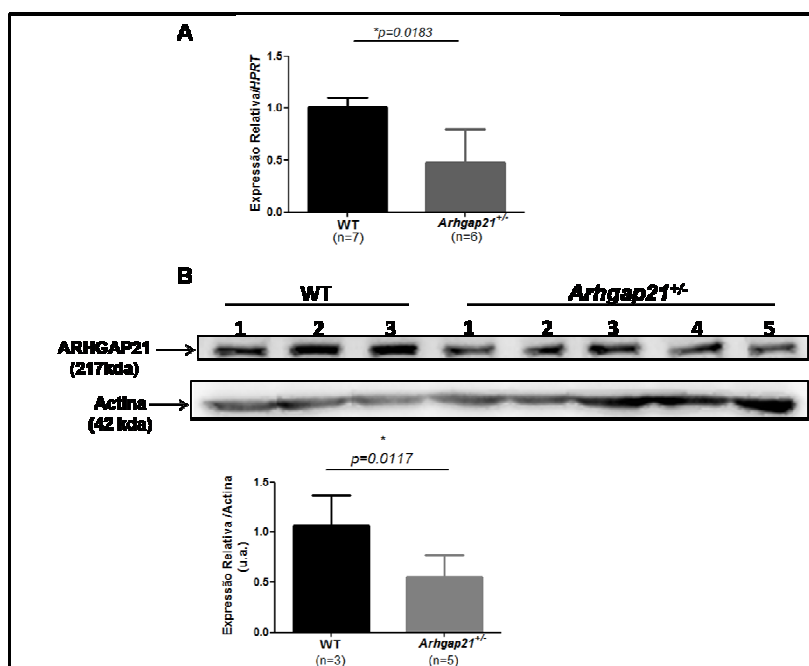 A
*p=0.0183
Expressão Relativa/HPRT
1.5
1.0
0.5
0.0
WT
(n=7)
Arhgap21+/-
(n=6)
B
WT
Arhgap21+/-
1 2 3 1 2 3 4 5
ARHGAP21
(217kda)
Actina
(42 kda)
*
p=0.0117
Expressão Relativa /Actina
(u.a.)
1.5
1.0
0.5
0.0
WT
(n=3)
Arhgap21+/-
(n=5)